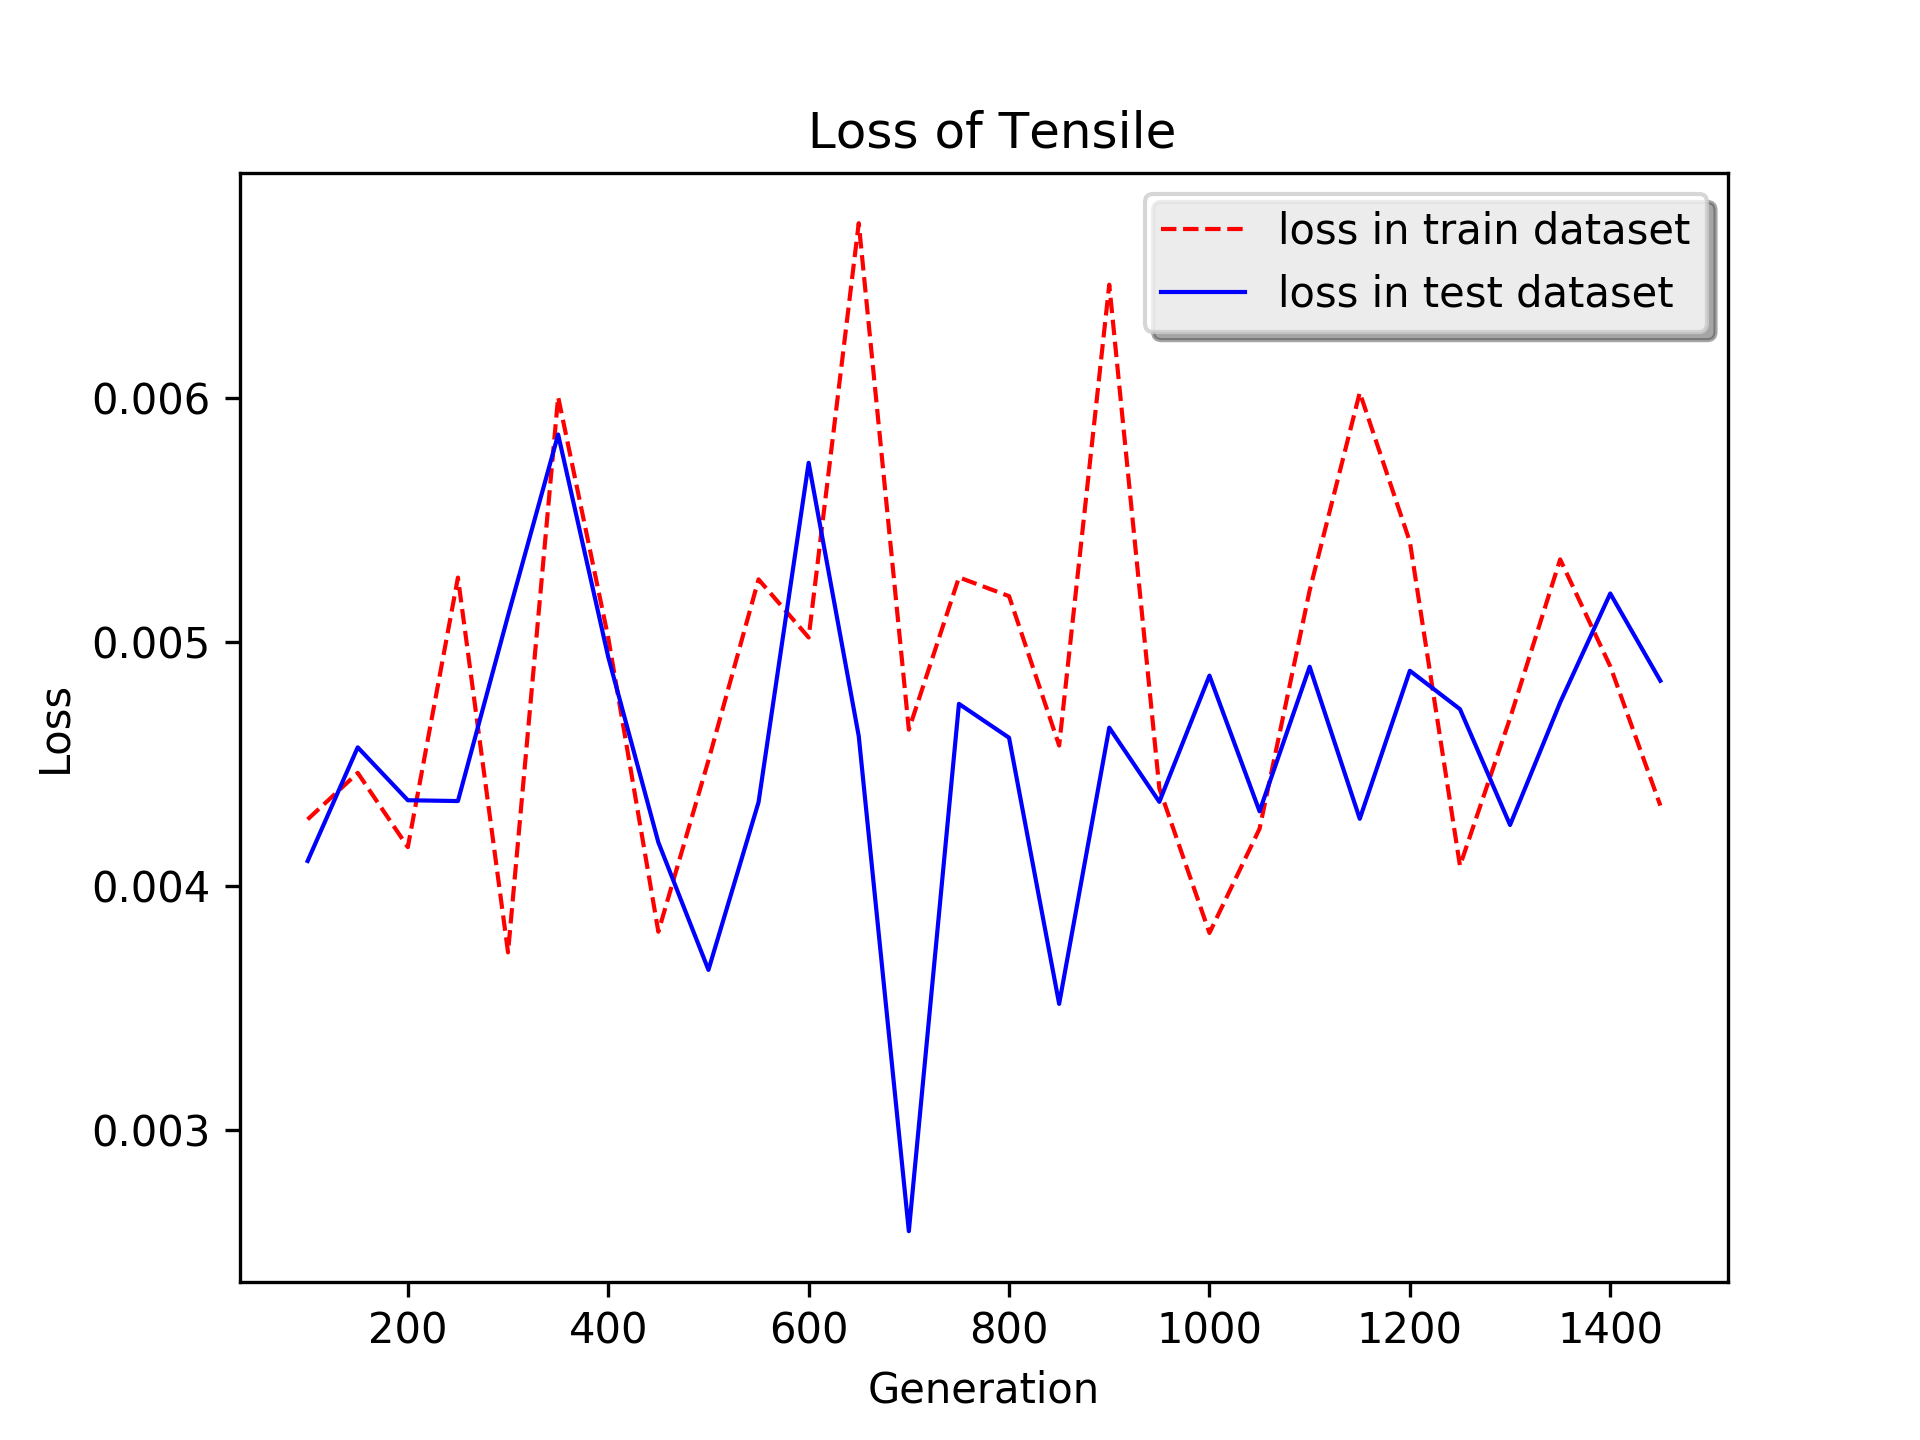 Loss of Tensile
loss in train dataset
loss in test dataset
0.006
0.005
0.004
0.003
Loss
200 400 600 800 1000 1200 1400
Generation